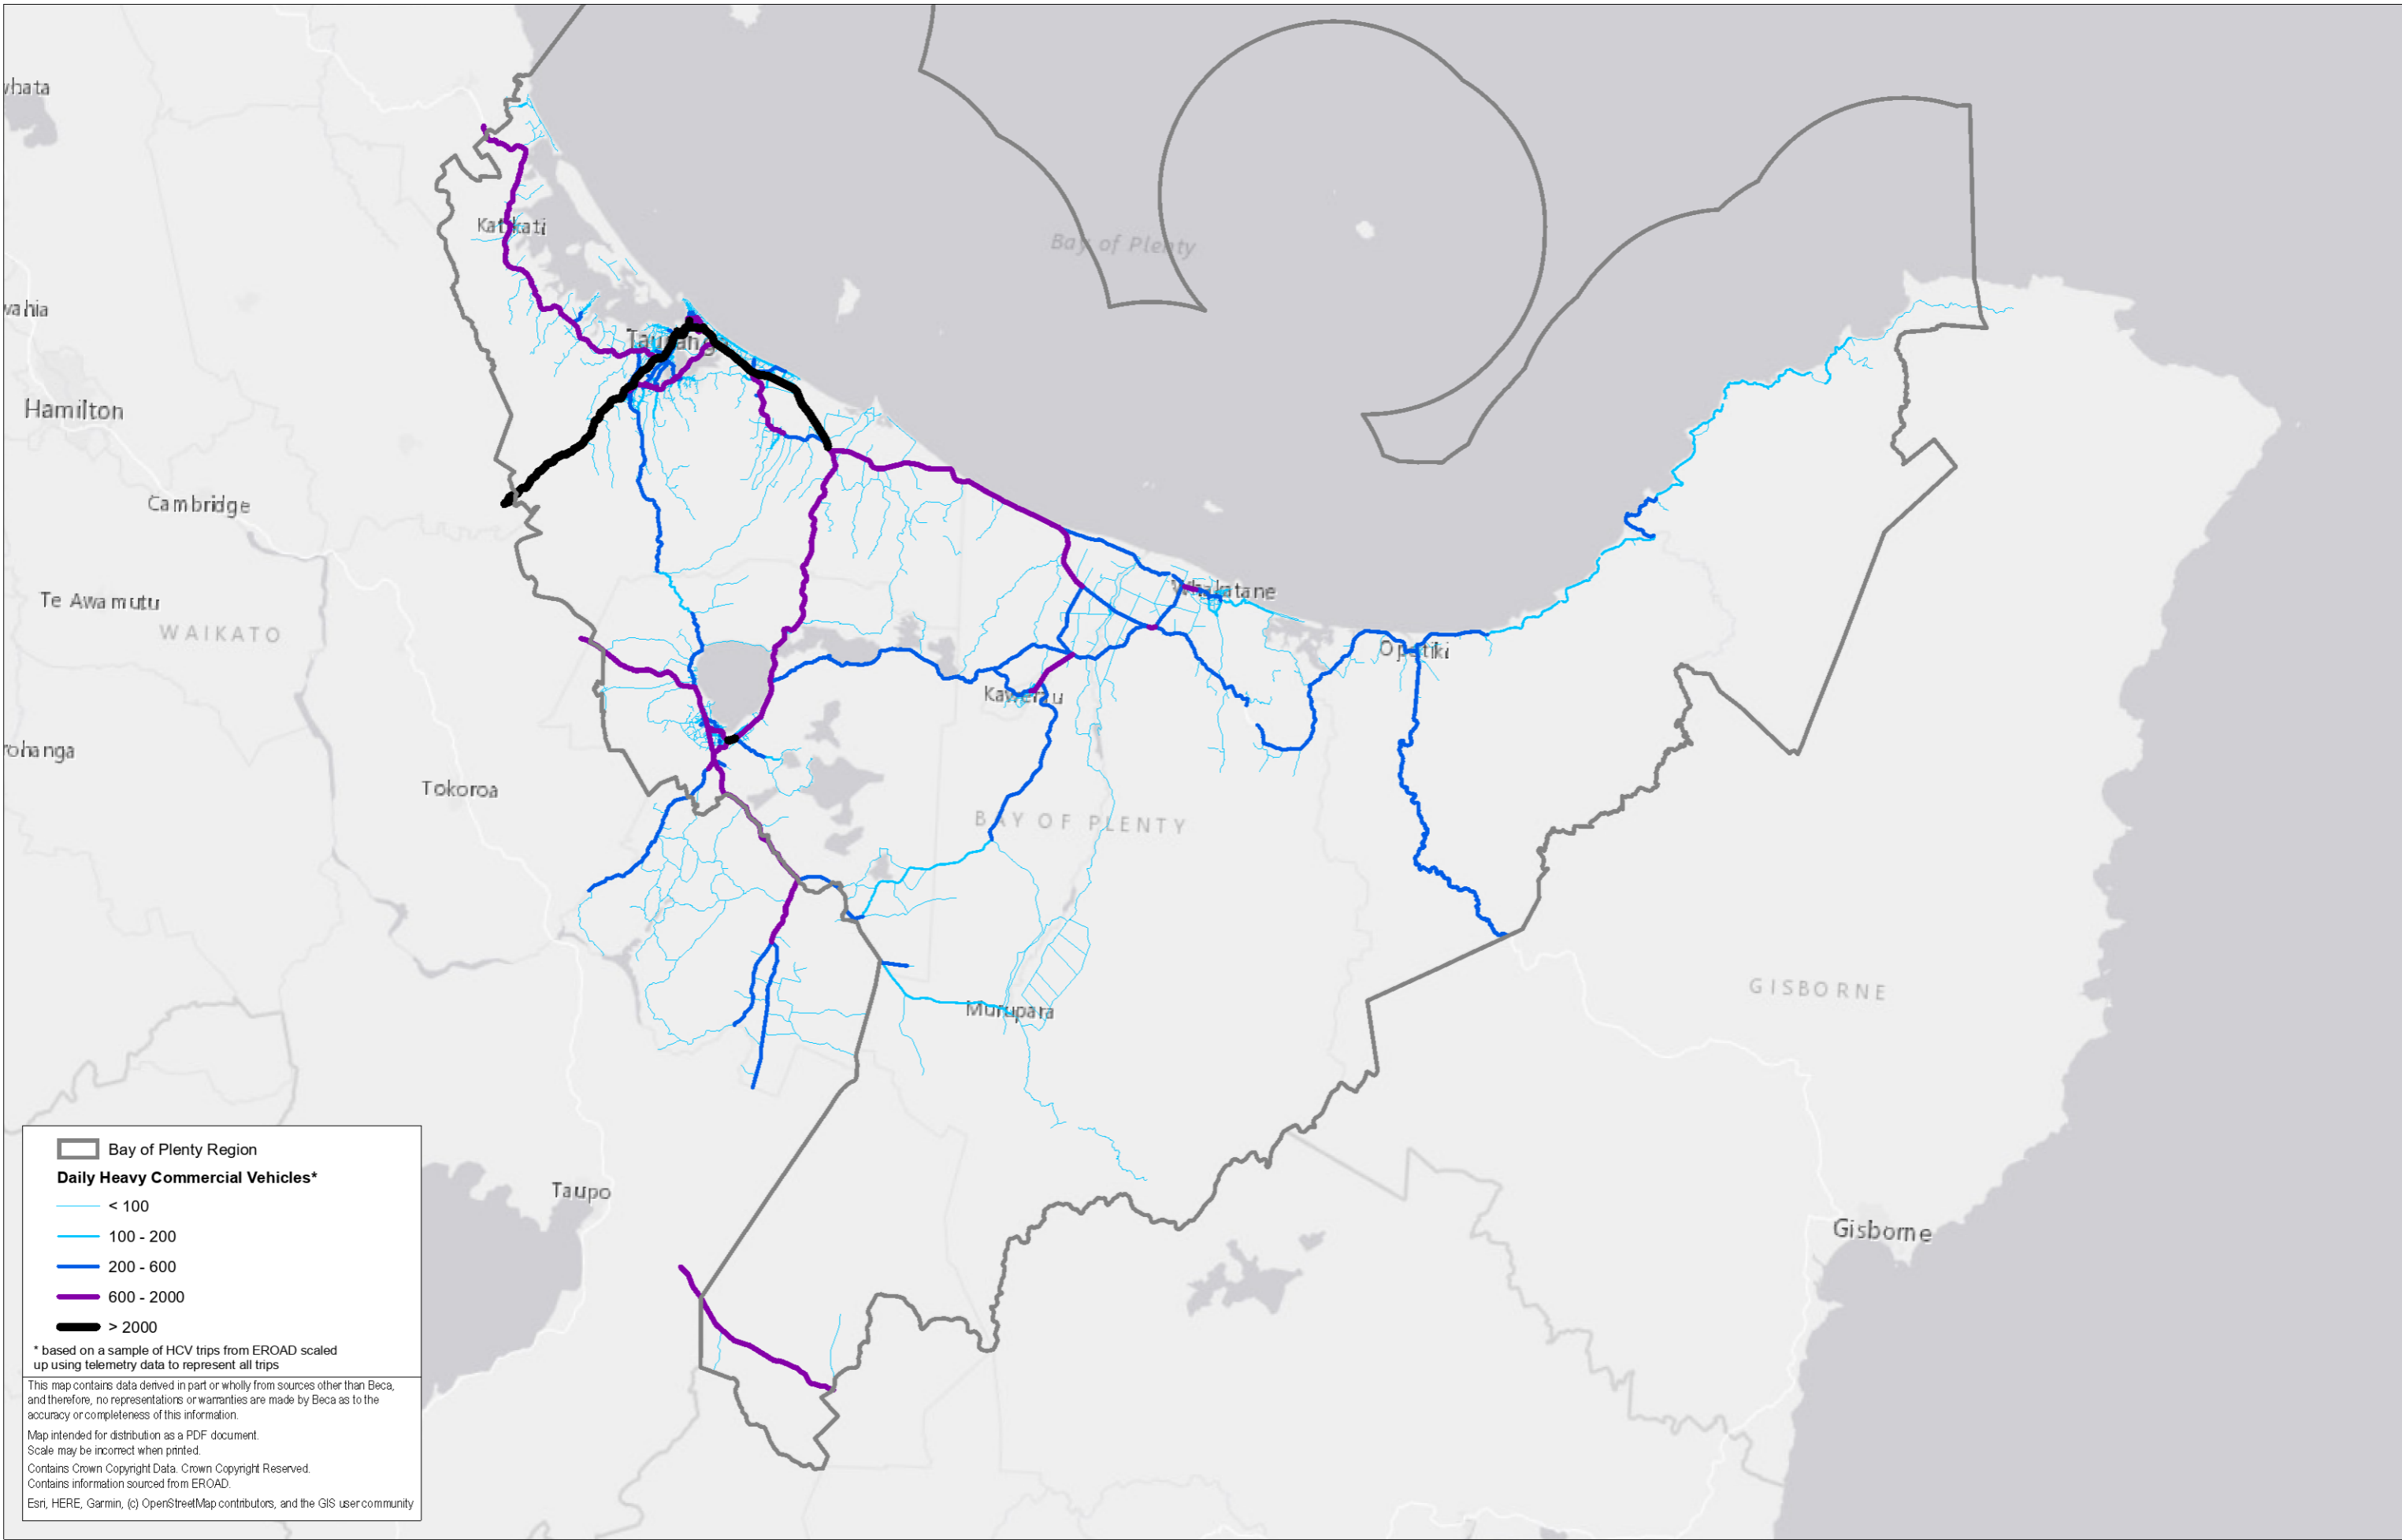 Bay of Plenty
Katikati
Tauranga
Hamilton
Cambridge
Te Awamutu
WAIKATO
Whakatane
Opotiki
Kawerau
Tokoroa
BAY OF PLENTY
GISBORNE
Murupara
Taupo
Gisborne
Bay of Plenty Region
Daily Heavy Commercial Vehicles*
< 100
100 - 200
200 - 600
600 - 2000
> 2000
* based on a sample of HCV trips from EROAD scaled
up using telemetry data to represent all trips
This map contains data derived in part or wholly from sources other than Beca,
and therefore, no representations or warranties are made by Beca as to the
accuracy or completeness of this information.
Map intended for distribution as a PDF document.
Scale may be incorrect when printed.
Contains Crown Copyright Data. Crown Copyright Reserved.
Contains information sourced from EROAD.
Esri, HERE, Garmin, (c) OpenStreetMap contributors, and the GIS user community